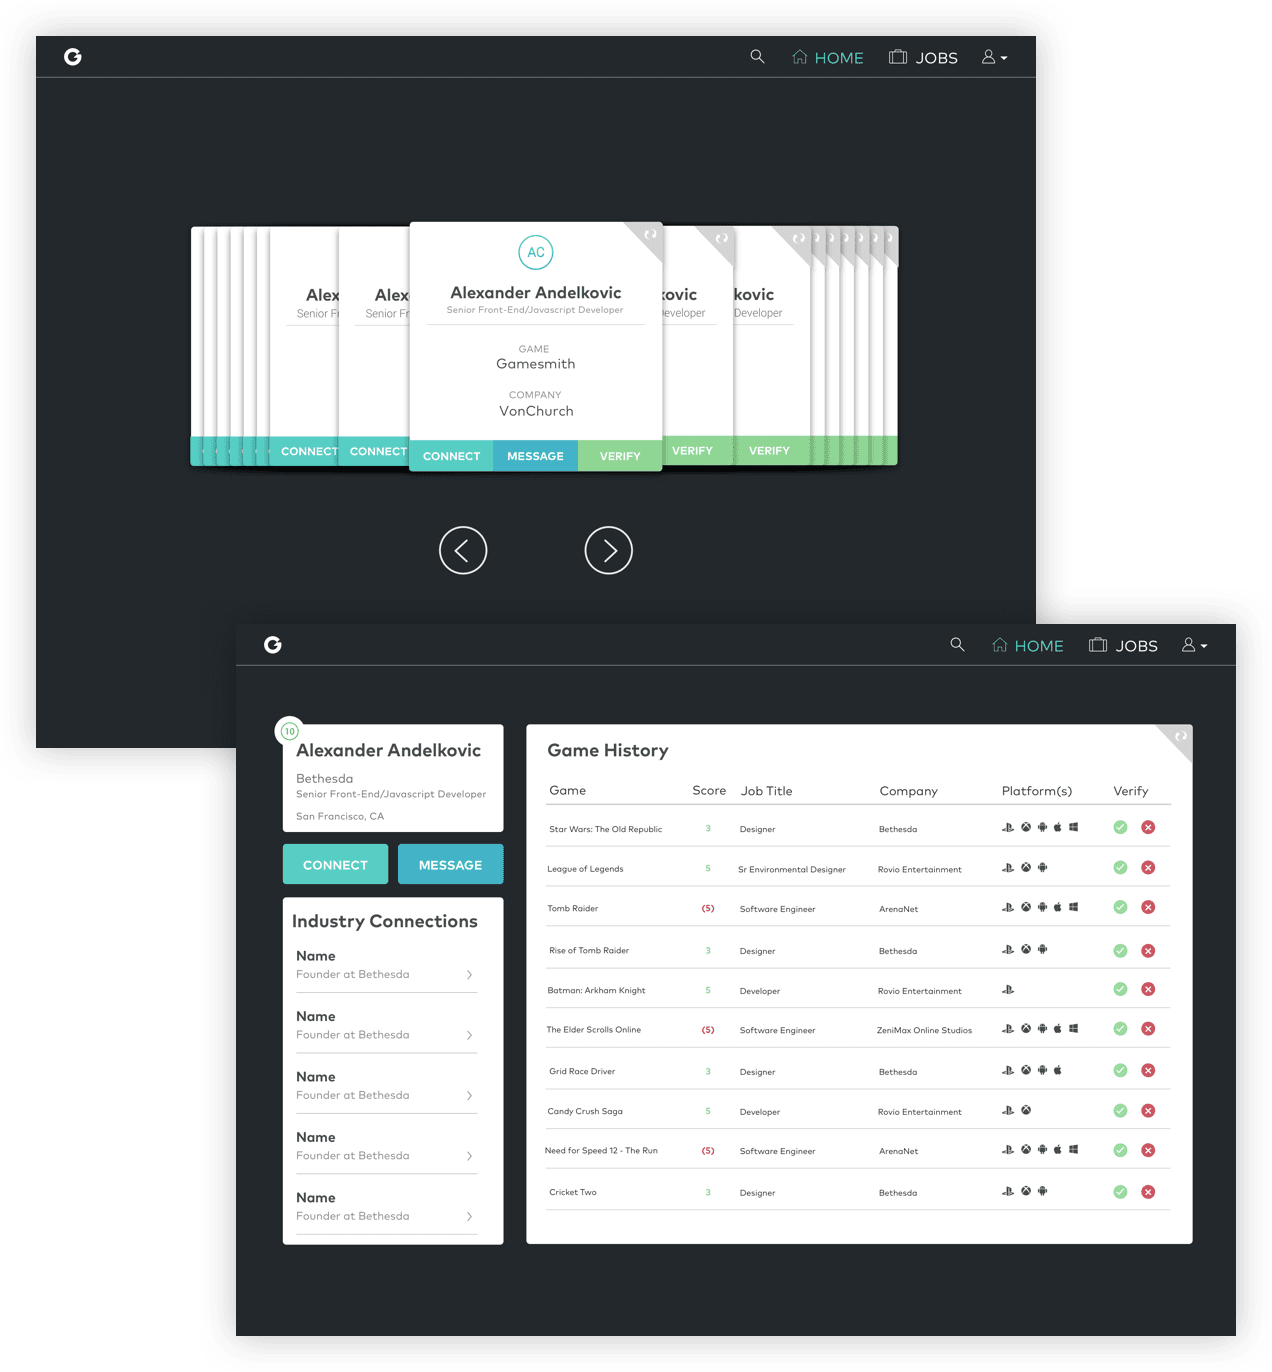 G
HOME
JOBS
AC
Alexander Andelkovic
Senior Front-End/Javascript Developer
GAME
Gamesmith
COMPANY
VonChurch
CONNECT
MESSAGE
VERIFY
Alex
Senior Fr
CONNECT
Alex
Senior Fr
CONNECT
kovic
Developer
VERIFY
kovic
Developer
VERIFY
G
HOME
JOBS
10
Alexander Andelkovic
Bethesda
Senior Front-End/Javascript Developer
San Francisco, CA
CONNECT
MESSAGE
Industry Connections
Name
Founder at Bethesda
Name
Founder at Bethesda
Name
Founder at Bethesda
Name
Founder at Bethesda
Name
Founder at Bethesda
Game History
Game Score Job Title Company Platform(s) Verify
Star Wars: The Old Republic 3 Designer Bethesda
League of Legends 5 Sr Environmental Designer Rovio Entertainment
Tomb Raider (5) Software Engineer ArenaNet
Rise of Tomb Raider 3 Designer Bethesda
Batman: Arkham Knight 5 Developer Rovio Entertainment
The Elder Scrolls Online (5) Software Engineer ZeniMax Online Studios
Grid Race Driver 3 Designer Bethesda
Candy Crush Saga 5 Developer Rovio Entertainment
Need for Speed 12 - The Run (5) Software Engineer ArenaNet
Cricket Two 3 Designer Bethesda